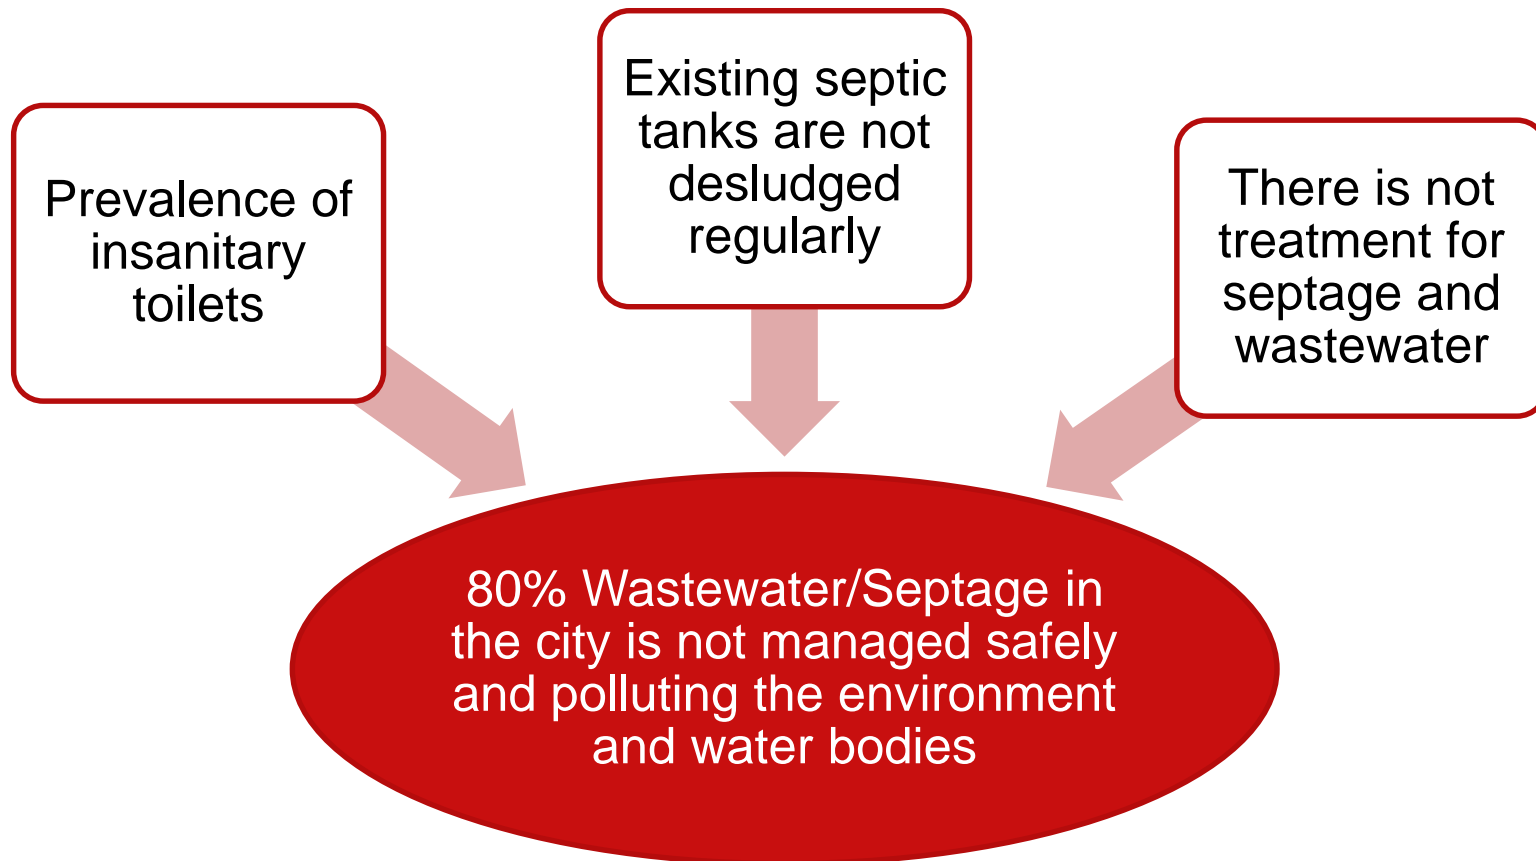 Prevalence of
insanitary
toilets
Existing septic
tanks are not
desludged
regularly
There is not
treatment for
septage and
wastewater
80% Wastewater/Septage in
the city is not managed safely
and polluting the environment
and water bodies